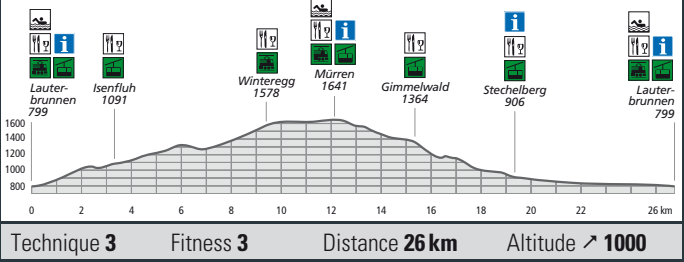 Lauter-
brunnen
799
Isenfluh
1091
Winteregg
1578
Mürren
1641
Gimmelwald
1364
Stechelberg
906
Lauter-
brunnen
799
1600
1400
1200
1000
800
0 2 4 6 8 10 12 14 16 18 20 22 26 km
Technique 3 Fitness 3 Distance 26 km Altitude ↗ 1000